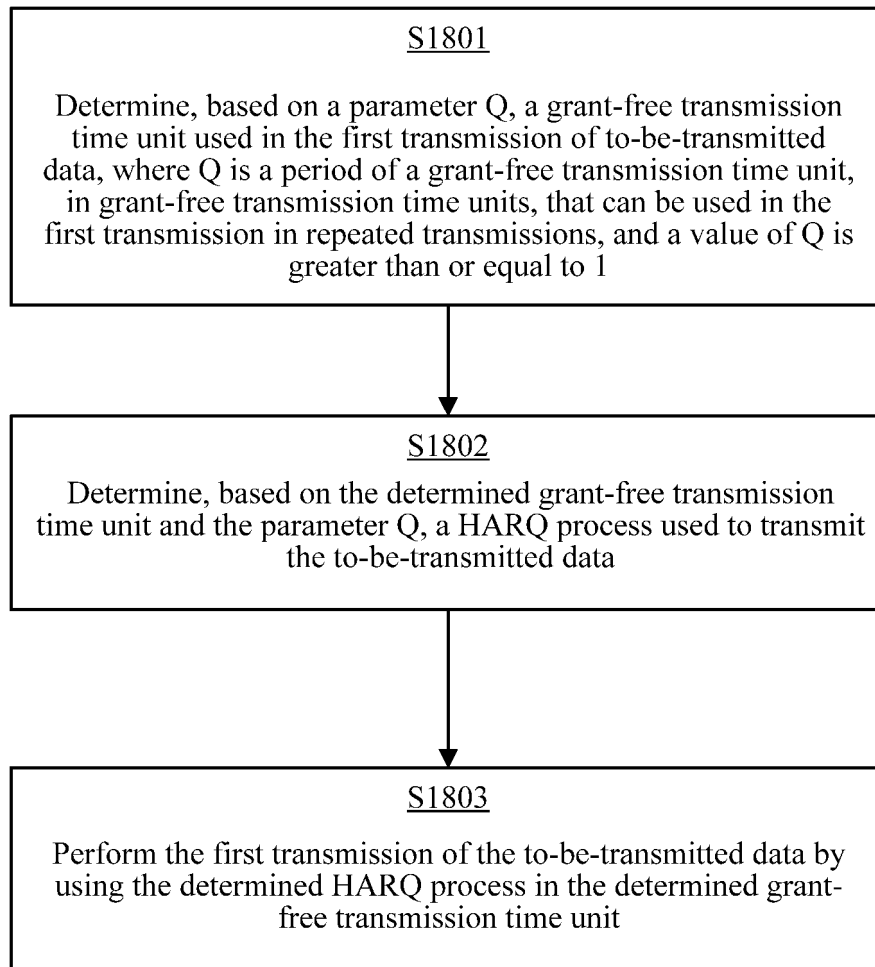 S1801
Determine, based on a parameter Q, a grant-free transmission
time unit used in the first transmission of to-be-transmitted
data, where Q is a period of a grant-free transmission time unit,
in grant-free transmission time units, that can be used in the
first transmission in repeated transmissions, and a value of Q is
greater than or equal to 1
S1802
Determine, based on the determined grant-free transmission
time unit and the parameter Q, a HARQ process used to transmit
the to-be-transmitted data
S1803
Perform the first transmission of the to-be-transmitted data by
using the determined HARQ process in the determined grant-
free transmission time unit